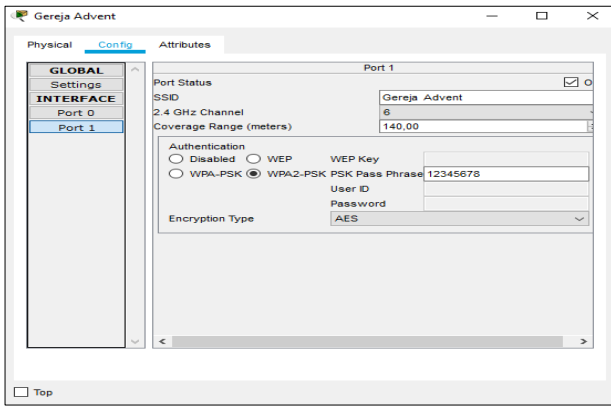 Gereja Advent
Physical Config Attributes
GLOBAL
Settings
INTERFACE
Port 0
Port 1
Port 1
Port Status O
SSID Gereja Advent
2.4 GHz Channel 6
Coverage Range (meters) 140,00
Authentication
Disabled WEP WEP Key
WPA-PSK WPA2-PSK PSK Pass Phrase 12345678
User ID
Password
Encryption Type AES
Top